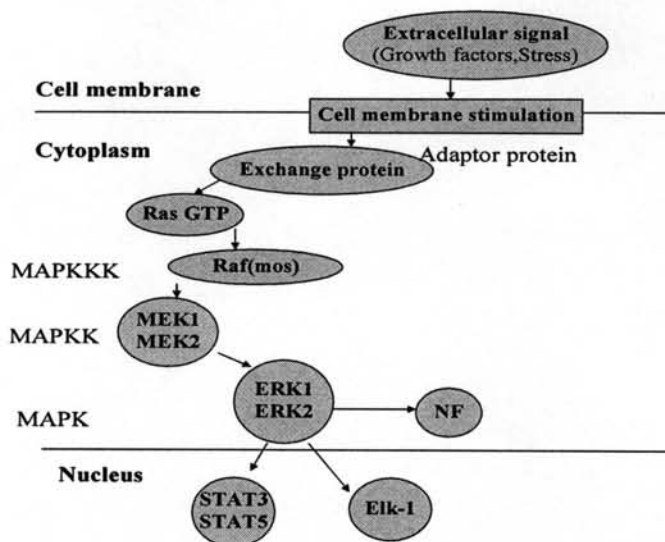 Extracellular signal
(Growth factors,Stress)
Cell membrane
Cell membrane stimulation
Cytoplasm
Adaptor protein
Exchange protein
Ras GTP
MAPKKK
Raf(mos)
MEK1
MEK2
MAPKK
ERK1
ERK2
NF
MAPK
Nucleus
STAT3
STAT5
Elk-1